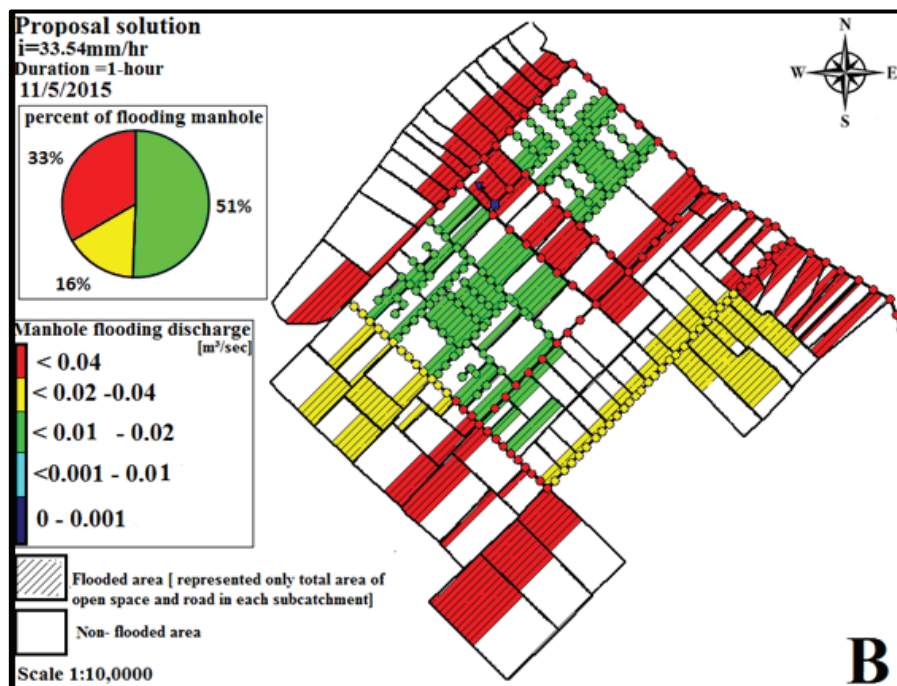 Proposal solution
i=33.54mm/hr
Duration =1-hour
11/5/2015
percent of flooding manhole
33%
51%
16%
Manhole flooding discharge
[m³/sec]
< 0.04
< 0.02 -0.04
< 0.01 - 0.02
<0.001 - 0.01
0 - 0.001
Flooded area [ represented only total area of
open space and road in each subcatchment]
Non- flooded area
Scale 1:10,0000
N
W E
S
B